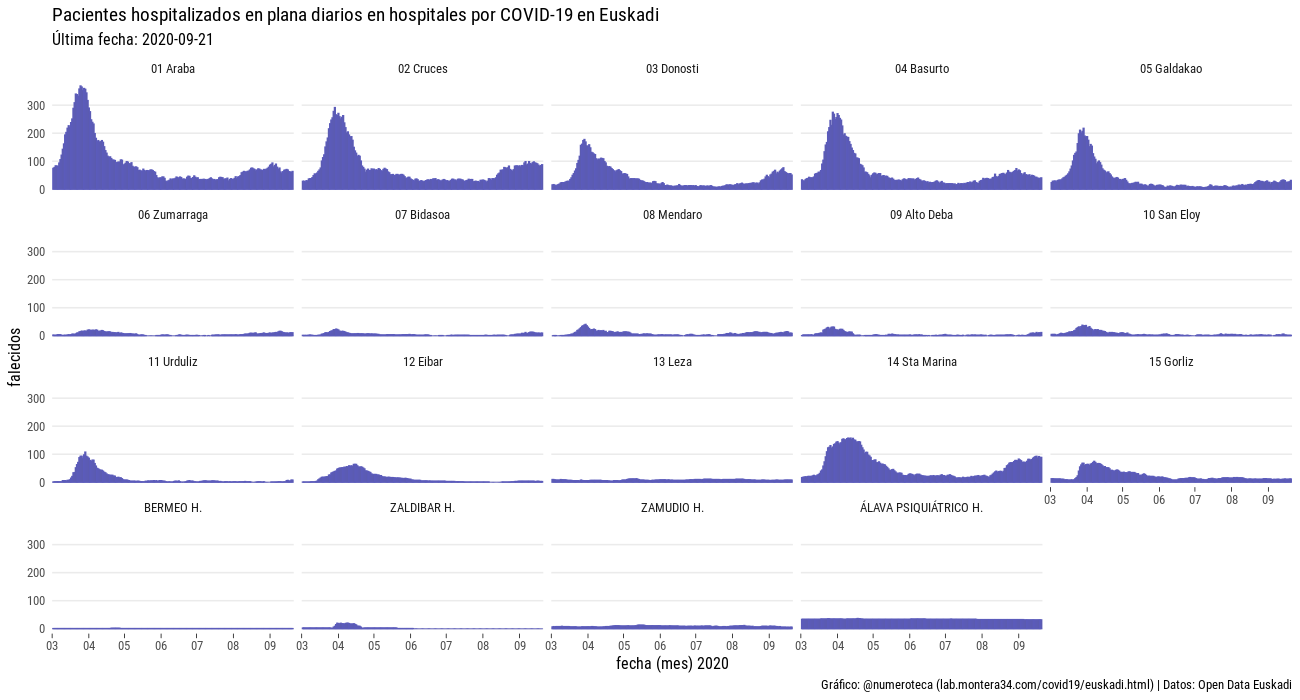 Pacientes hospitalizados en plana diarios en hospitales por COVID-19 en Euskadi
Última fecha: 2020-09-21
01 Araba
02 Cruces
03 Donosti
04 Basurto
05 Galdakao
300
200
100
0
06 Zumarraga
07 Bidasoa
08 Mendaro
09 Alto Deba
10 San Eloy
300
200
100
0
falecidos
11 Urduliz
12 Eibar
13 Leza
14 Sta Marina
15 Gorliz
300
200
100
0
03 04 05 06 07 08 09
BERMEO H.
ZALDIBAR H.
ZAMUDIO H.
ÁLAVA PSIQUIÁTRICO H.
300
200
100
0
03 04 05 06 07 08 09
03 04 05 06 07 08 09
03 04 05 06 07 08 09
03 04 05 06 07 08 09
fecha (mes) 2020
Gráfico: @numeroteca (lab.montera34.com/covid19/euskadi.html) | Datos: Open Data Euskadi